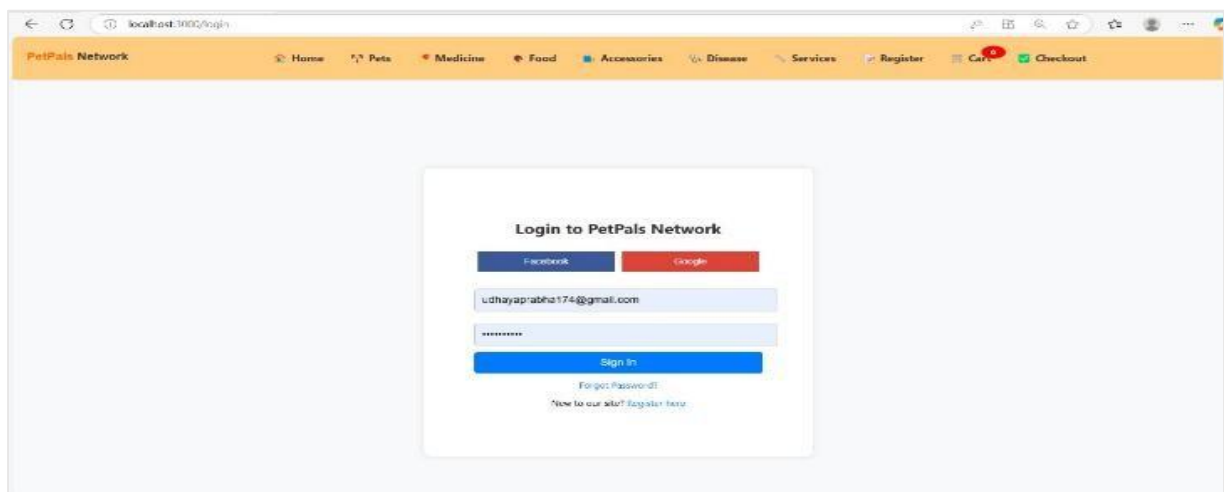 localhost:3000/login
PetPals Network Home Pets Medicine Food Accessories Disease Services Register Cart Checkout
Login to PetPals Network
Facebook Google
udhayaprabha174@gmail.com
••••••••••
Sign In
Forgot Password?
New to our site? Register here